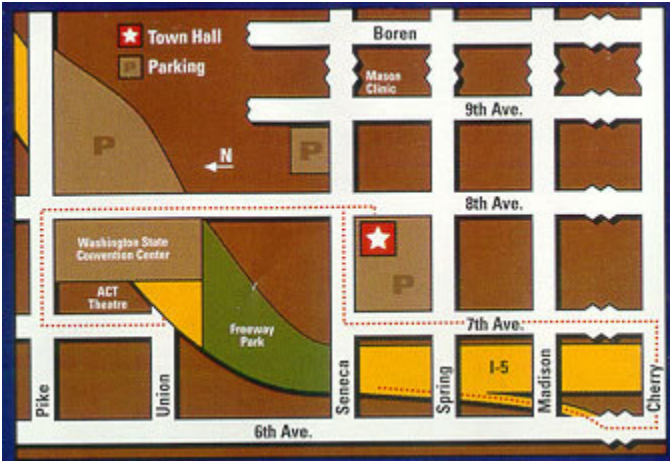 Town Hall
Boren
P
Parking
Mason
Clinic
9th Ave.
P
P
N
8th Ave.
Washington State
Convention Center
ACT
Theatre
P
Freeway
Park
7th Ave.
I-5
Pike
Union
Seneca
Spring
Madison
Cherry
6th Ave.